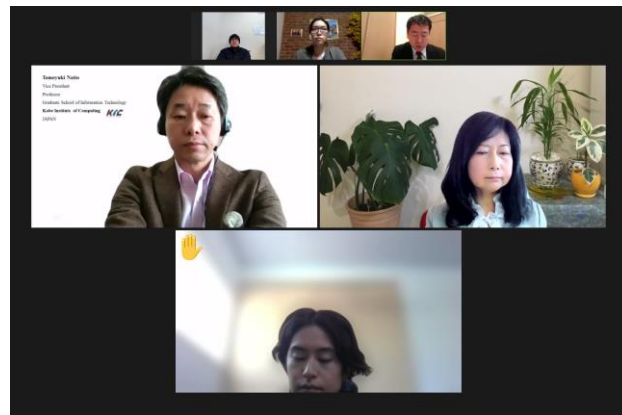 Tomoyuki Naito
Vice President
Professor
Graduate School of Information Technology
Kobe Institute of Computing KIC
JAPAN